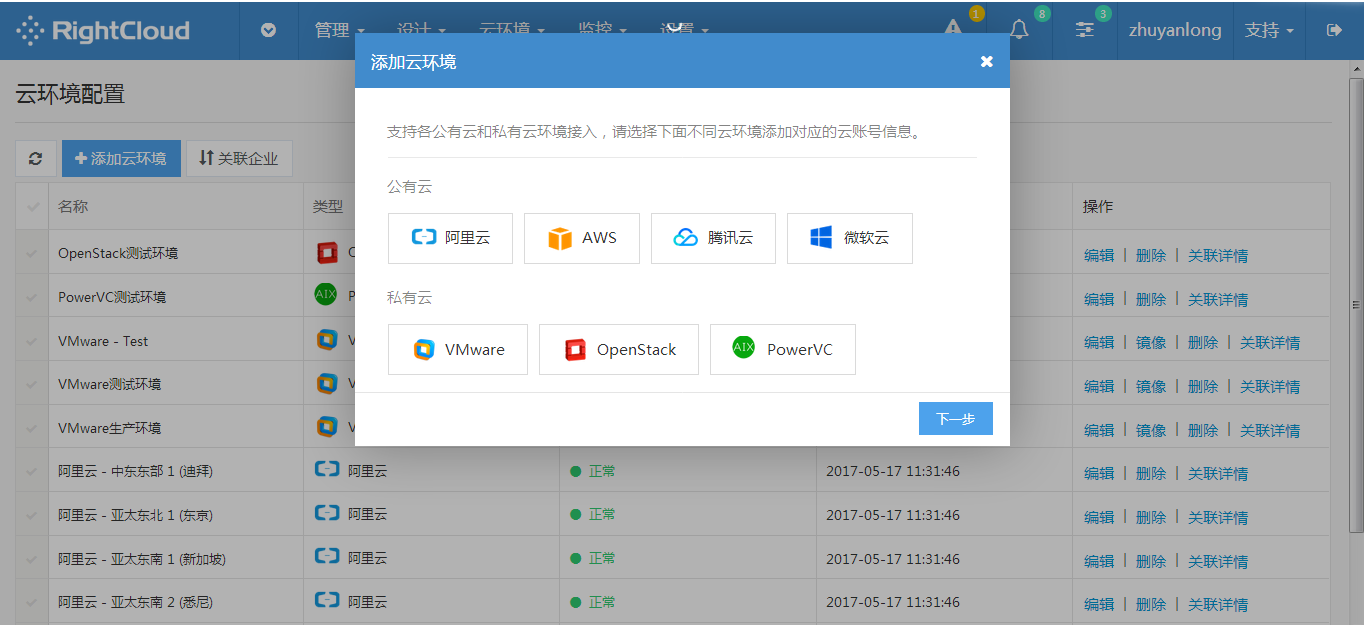 RightCloud 管理 设计 云环境 监控 设置 1 8 3 zhuyanlong 支持
添加云环境
云环境配置
支持各公有云和私有云环境接入，请选择下面不同云环境添加对应的云账号信息。
添加云环境 关联企业
公有云
名称 类型 操作
阿里云 AWS 腾讯云 微软云
OpenStack测试环境 编辑 | 删除 | 关联详情
私有云
PowerVC测试环境 AIX P 编辑 | 删除 | 关联详情
VMware OpenStack AIX PowerVC
VMware - Test V 编辑 | 镜像 | 删除 | 关联详情
VMware测试环境 V 编辑 | 镜像 | 删除 | 关联详情
下一步
VMware生产环境 V 编辑 | 镜像 | 删除 | 关联详情
阿里云 - 中东东部 1 (迪拜) 阿里云 正常 2017-05-17 11:31:46 编辑 | 删除 | 关联详情
阿里云 - 亚太东北 1 (东京) 阿里云 正常 2017-05-17 11:31:46 编辑 | 删除 | 关联详情
阿里云 - 亚太东南 1 (新加坡) 阿里云 正常 2017-05-17 11:31:46 编辑 | 删除 | 关联详情
阿里云 - 亚太东南 2 (悉尼) 阿里云 正常 2017-05-17 11:31:46 编辑 | 删除 | 关联详情